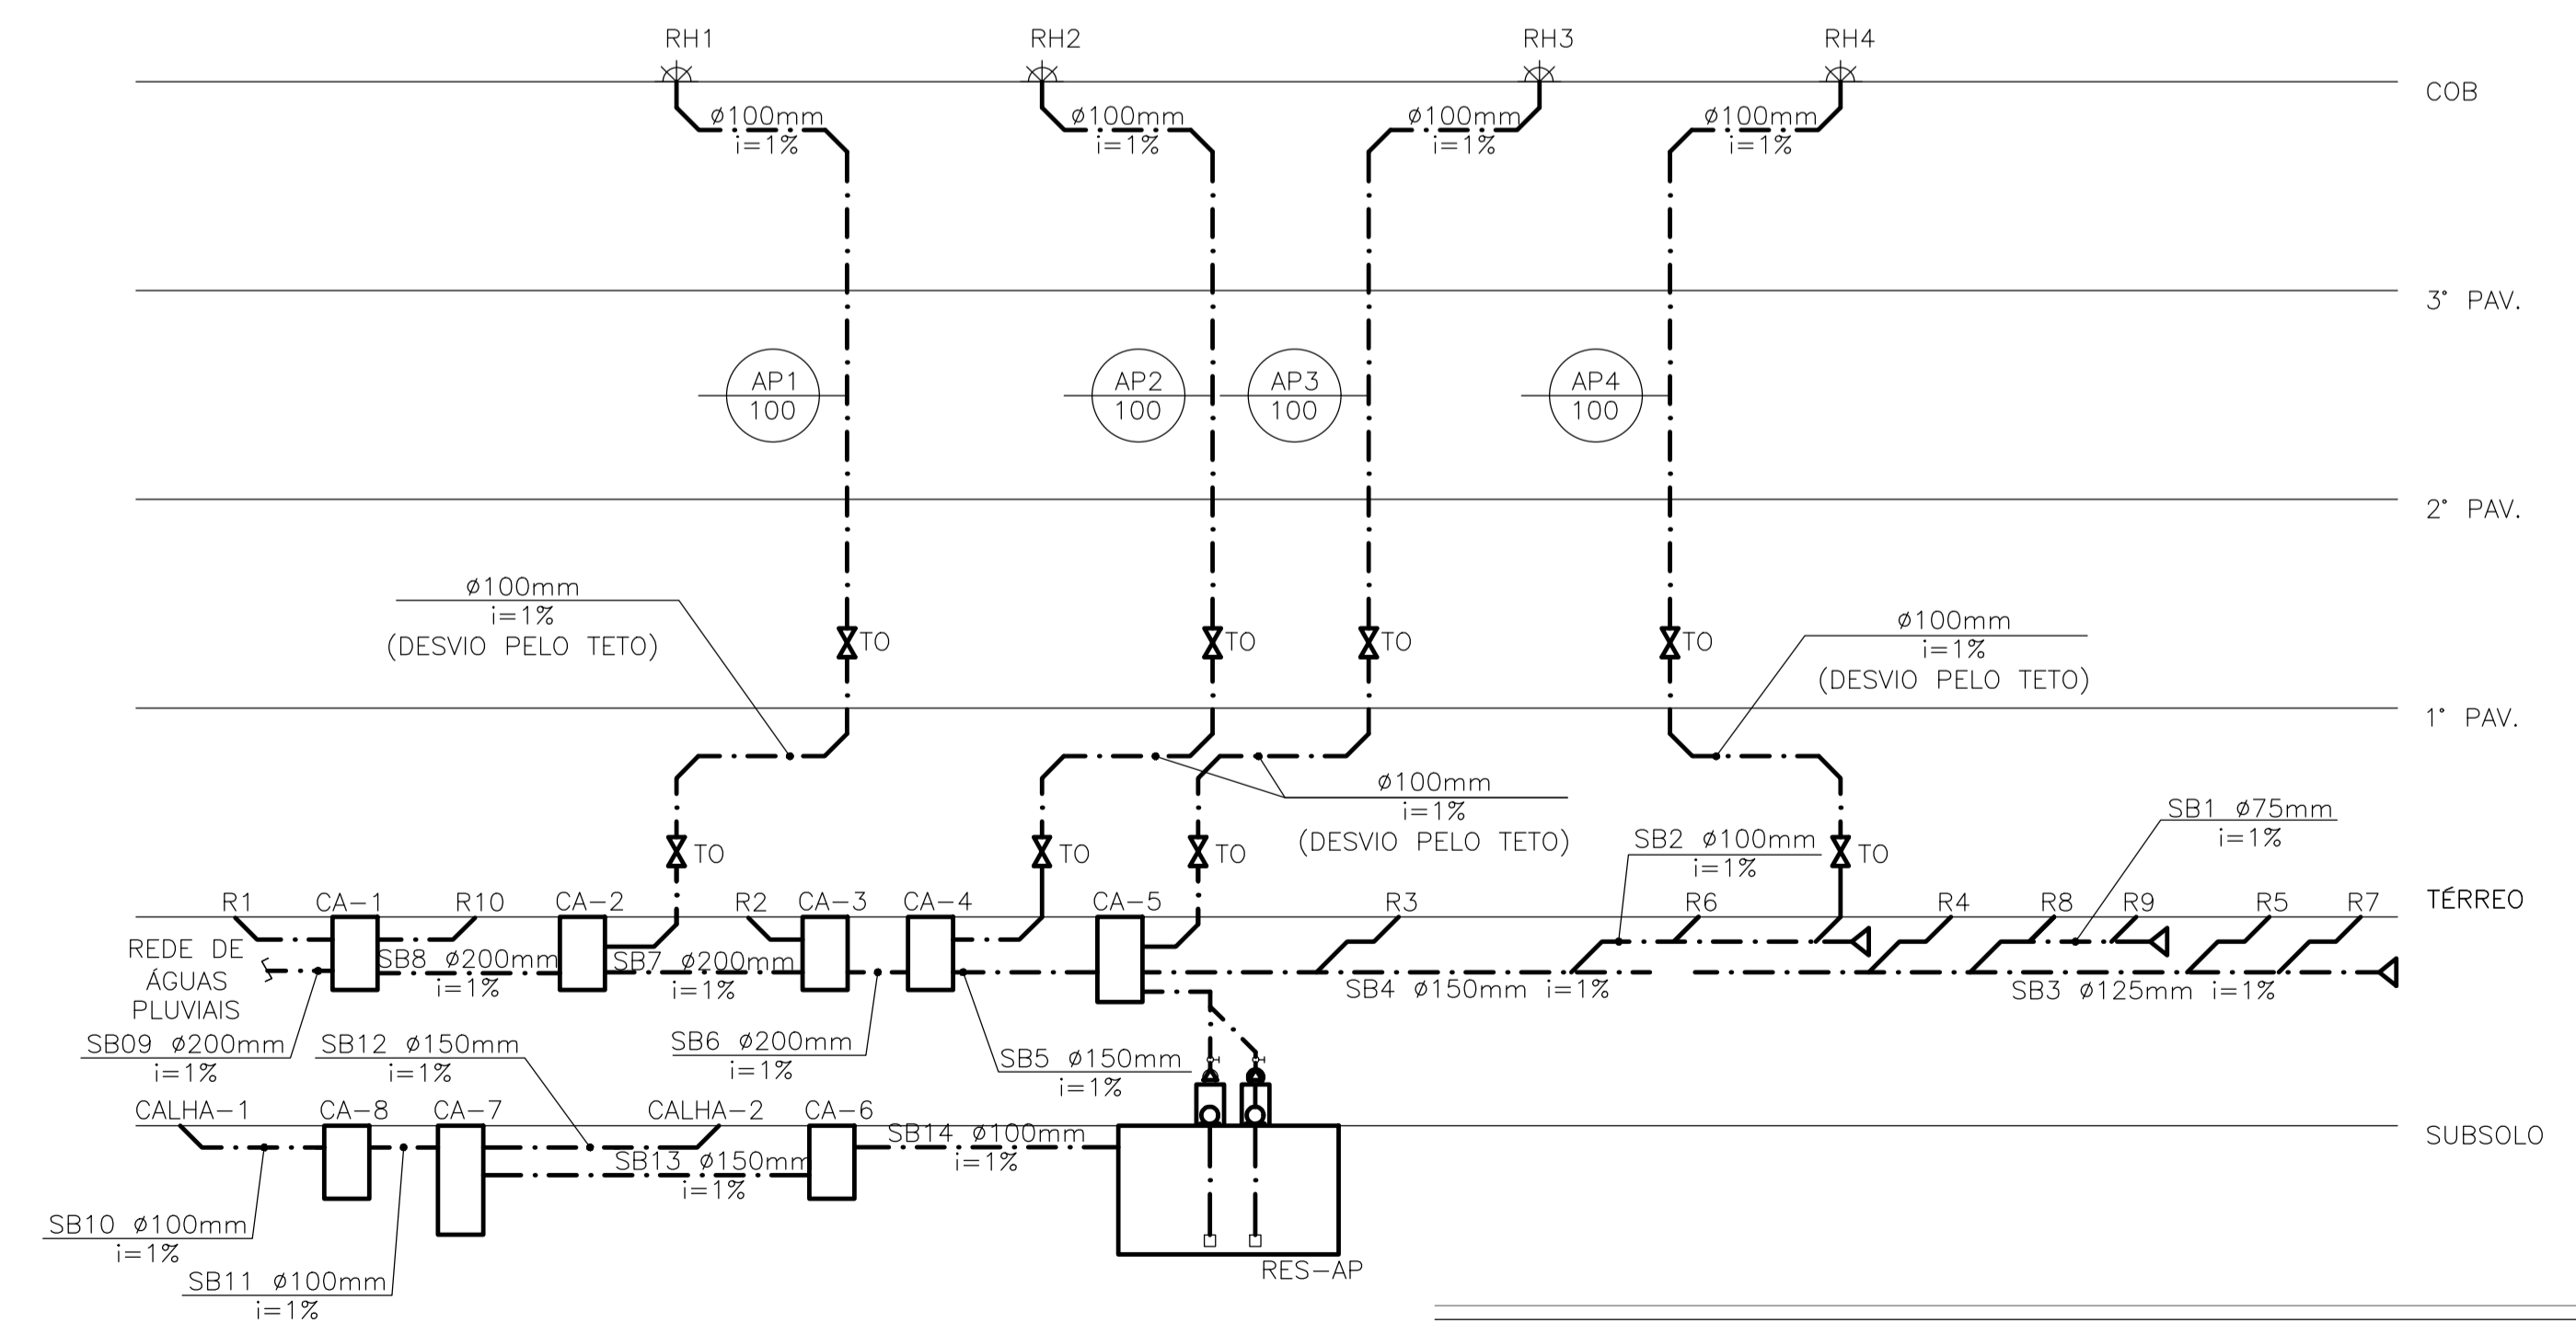 RH1
RH2
RH3
RH4
COB
ø100mm
i=1%
ø100mm
i=1%
ø100mm
i=1%
ø100mm
i=1%
3° PAV.
AP1
100
AP2
100
AP3
100
AP4
100
2° PAV.
ø100mm
i=1%
(DESVIO PELO TETO)
TO
TO
TO
TO
ø100mm
i=1%
(DESVIO PELO TETO)
1° PAV.
ø100mm
i=1%
(DESVIO PELO TETO)
SB1 ø75mm
i=1%
SB2 ø100mm
i=1%
TO
TO
TO
TO
R1
CA-1
R10
CA-2
R2
CA-3
CA-4
CA-5
R3
R6
R4
R8
R9
R5
R7
TÉRREO
REDE DE
ÁGUAS
PLUVIAIS
SB8 ø200mm
i=1%
SB7 ø200mm
i=1%
SB4 ø150mm i=1%
SB3 ø125mm i=1%
SB09 ø200mm
i=1%
SB12 ø150mm
i=1%
SB6 ø200mm
i=1%
SB5 ø150mm
i=1%
CALHA-1
CA-8
CA-7
CALHA-2
CA-6
SB14 ø100mm
i=1%
SUBSOLO
SB13 ø150mm
i=1%
SB10 ø100mm
i=1%
SB11 ø100mm
i=1%
RES-AP